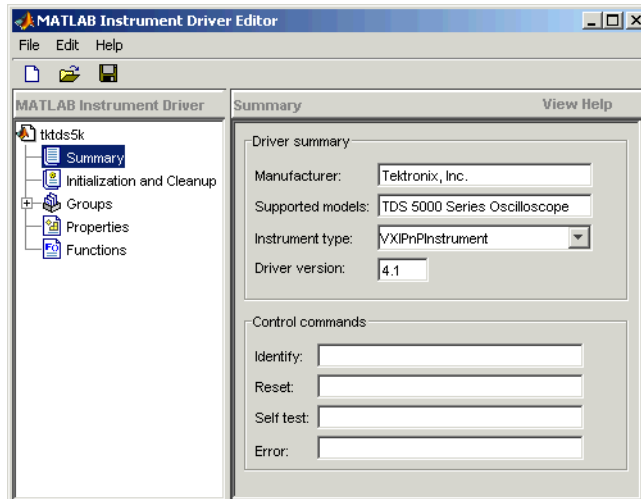 MATLAB Instrument Driver Editor
File Edit Help
MATLAB Instrument Driver
Summary View Help
tktds5k
Summary
Initialization and Cleanup
Groups
Properties
Functions
Driver summary
Manufacturer: Tektronix, Inc.
Supported models: TDS 5000 Series Oscilloscope
Instrument type: VXIPnPInstrument
Driver version: 4.1
Control commands
Identify:
Reset:
Self test:
Error: